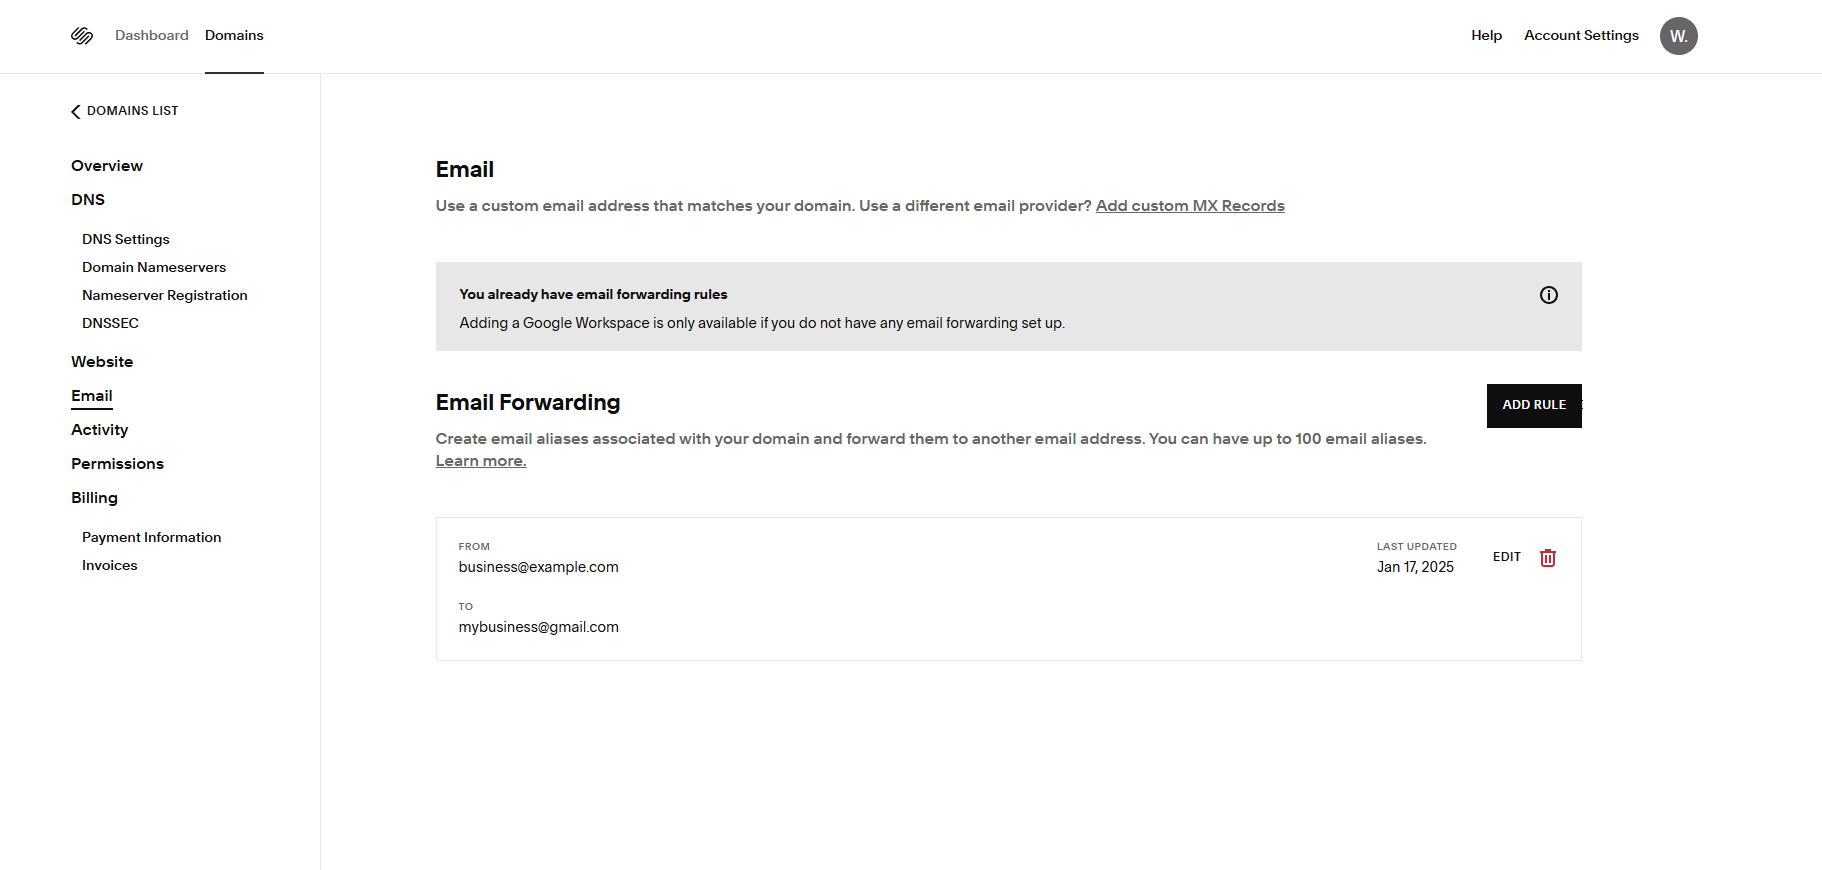 Dashboard Domains Help Account Settings W.
DOMAINS LIST
Overview
DNS
DNS Settings
Domain Nameservers
Nameserver Registration
DNSSEC
Website
Email
Activity
Permissions
Billing
Payment Information
Invoices
Email
Use a custom email address that matches your domain. Use a different email provider? Add custom MX Records
You already have email forwarding rules
Adding a Google Workspace is only available if you do not have any email forwarding set up.
Email Forwarding
ADD RULE
Create email aliases associated with your domain and forward them to another email address. You can have up to 100 email aliases.
Learn more.
FROM
business@example.com
LAST UPDATED
Jan 17, 2025
EDIT
TO
mybusiness@gmail.com